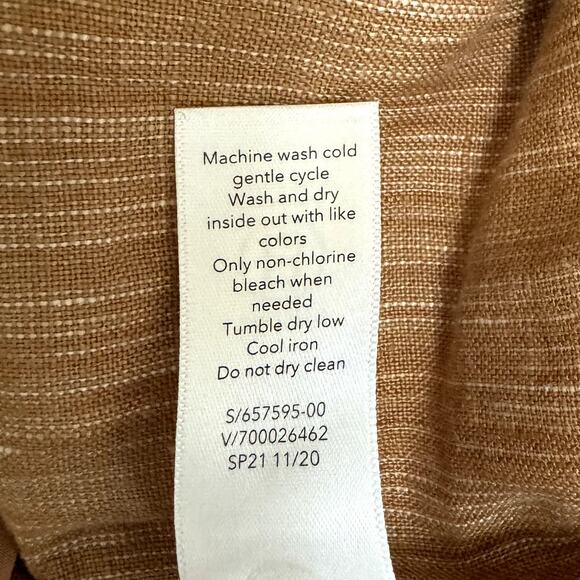 Machine wash cold
gentle cycle
Wash and dry
inside out with like
colors
Only non-chlorine
bleach when
needed
Tumble dry low
Cool iron
Do not dry clean
S/657595-00
V/700026462
SP21 11/20